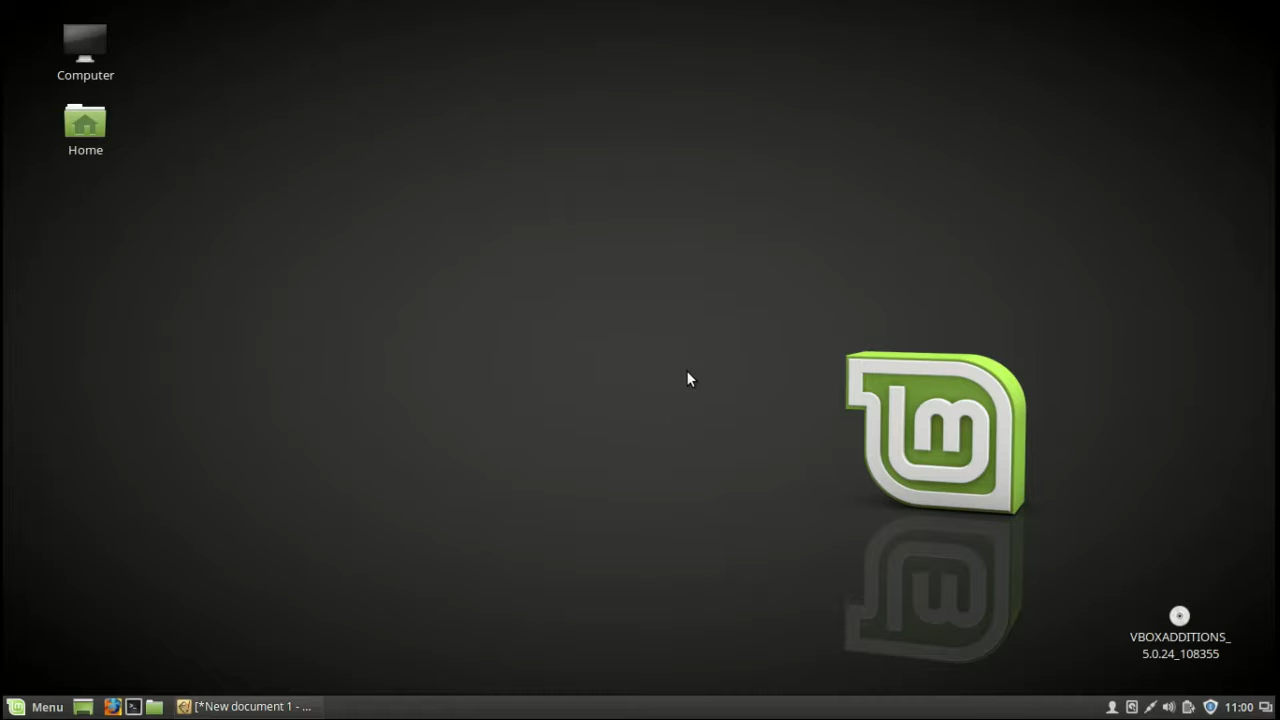 Computer
Home
VBOXADDITIONS_
5.0.24_108355
Menu
[*New document 1 - ...
11:00